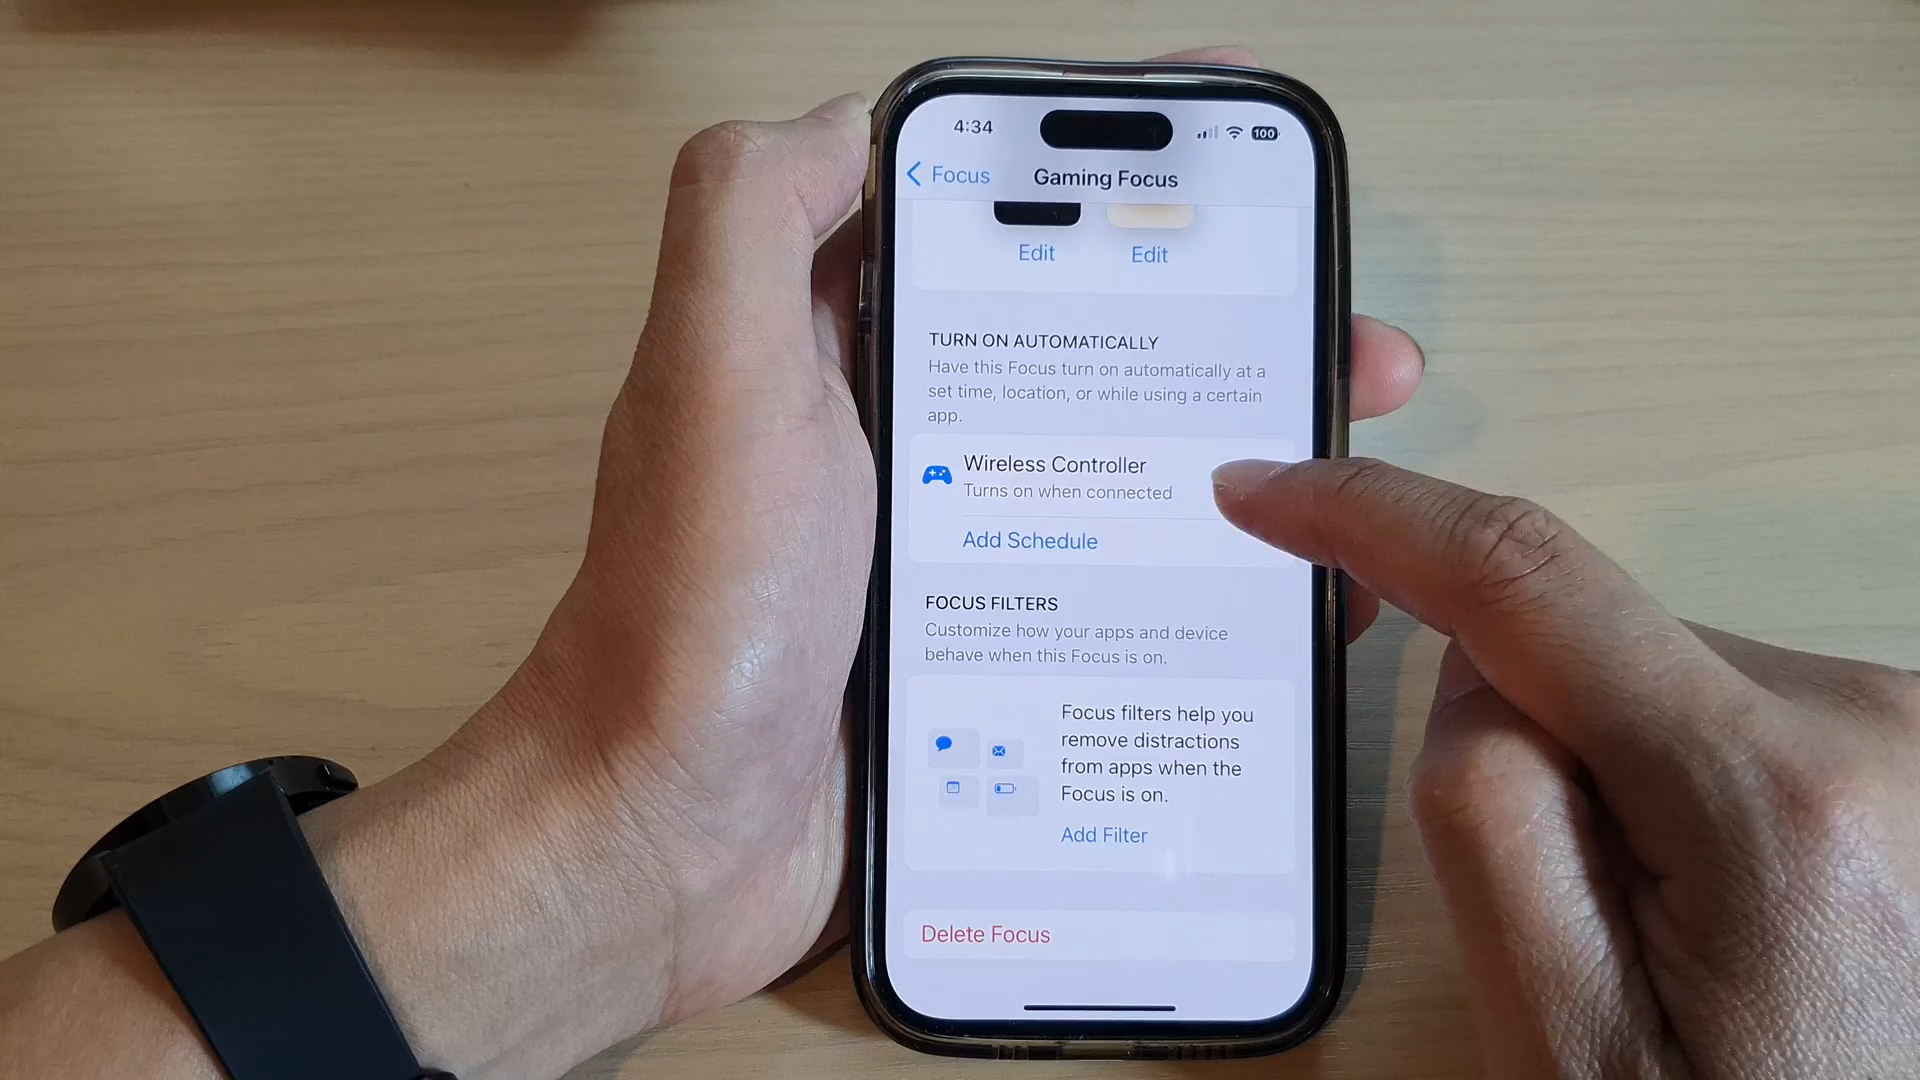 4:34
100
Focus
Gaming Focus
Edit
Edit
TURN ON AUTOMATICALLY
Have this Focus turn on automatically at a
set time, location, or while using a certain
app.
Wireless Controller
Turns on when connected
Add Schedule
FOCUS FILTERS
Customize how your apps and device
behave when this Focus is on.
Focus filters help you
remove distractions
from apps when the
Focus is on.
Add Filter
Delete Focus